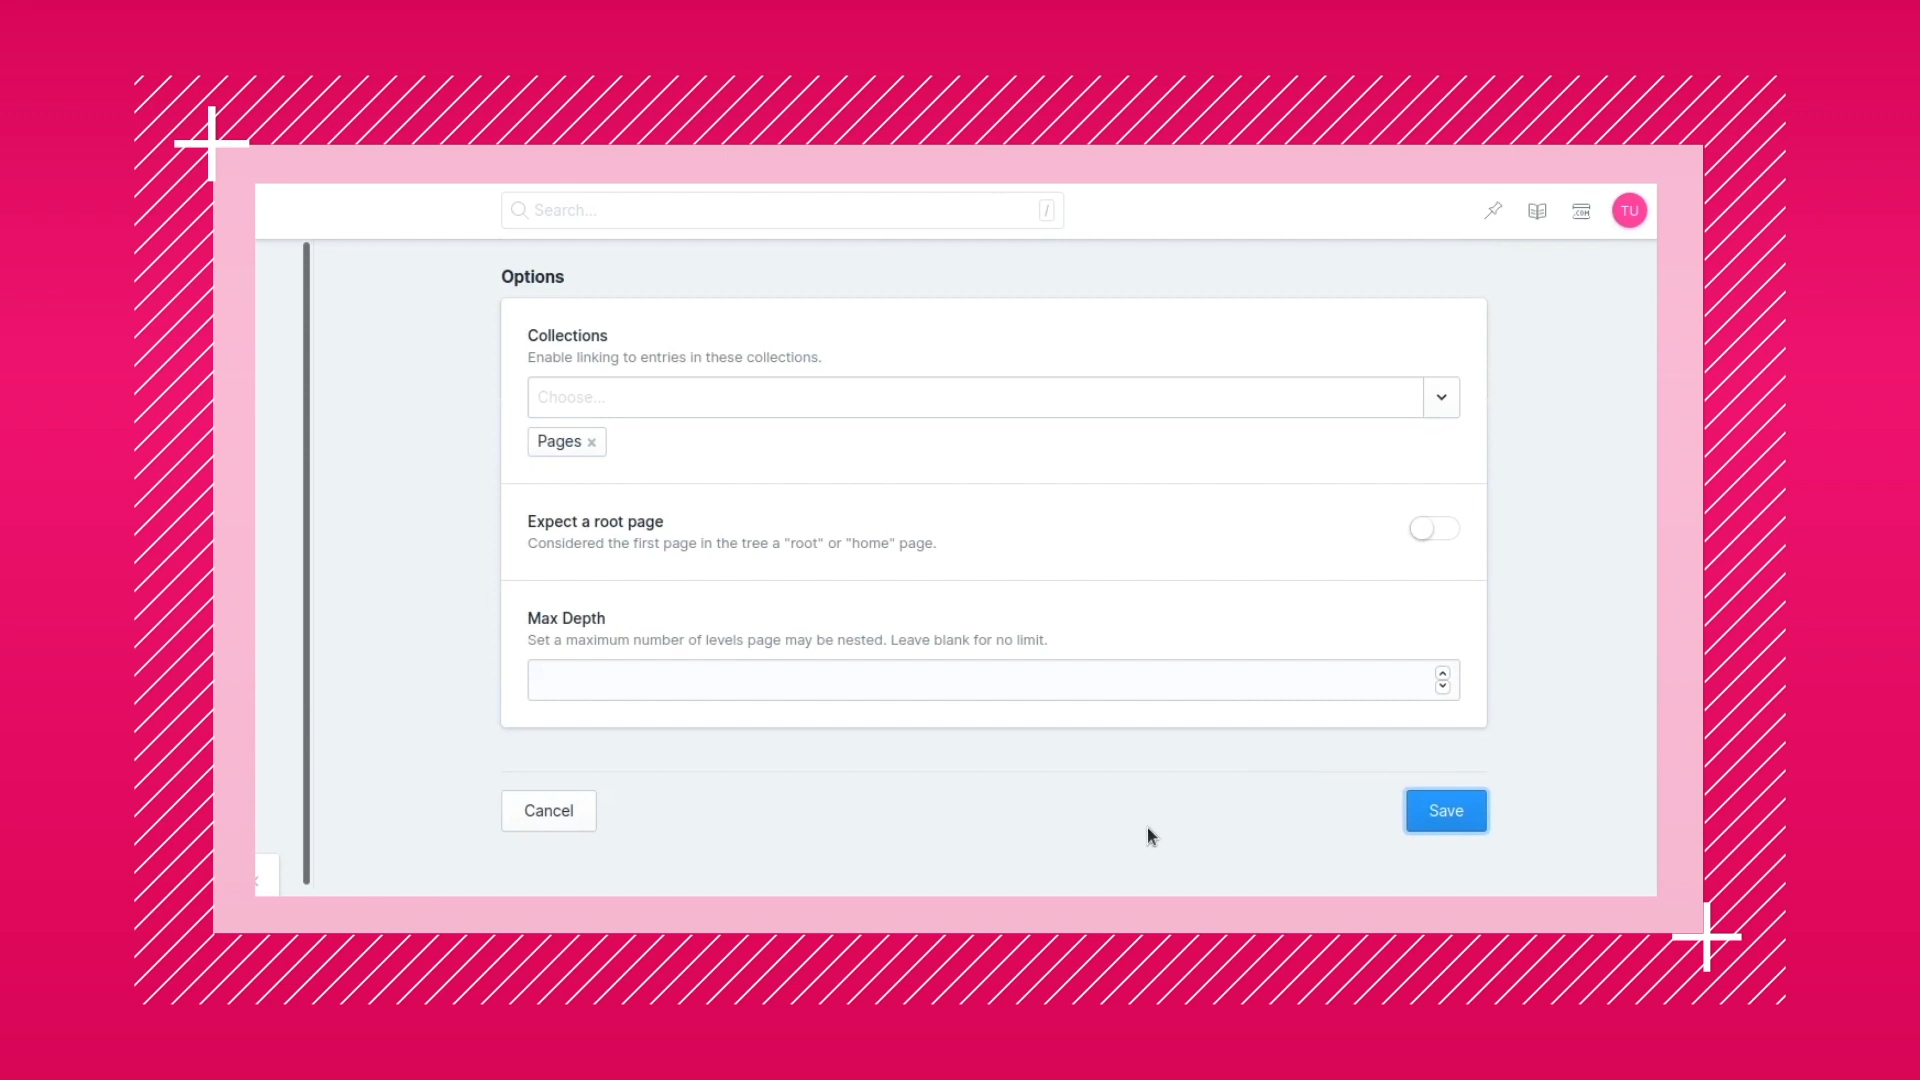 Search...
/
.COM
TU
Options
Collections
Enable linking to entries in these collections.
Choose...
Pages ×
Expect a root page
Considered the first page in the tree a "root" or "home" page.
Max Depth
Set a maximum number of levels page may be nested. Leave blank for no limit.
Cancel
Save